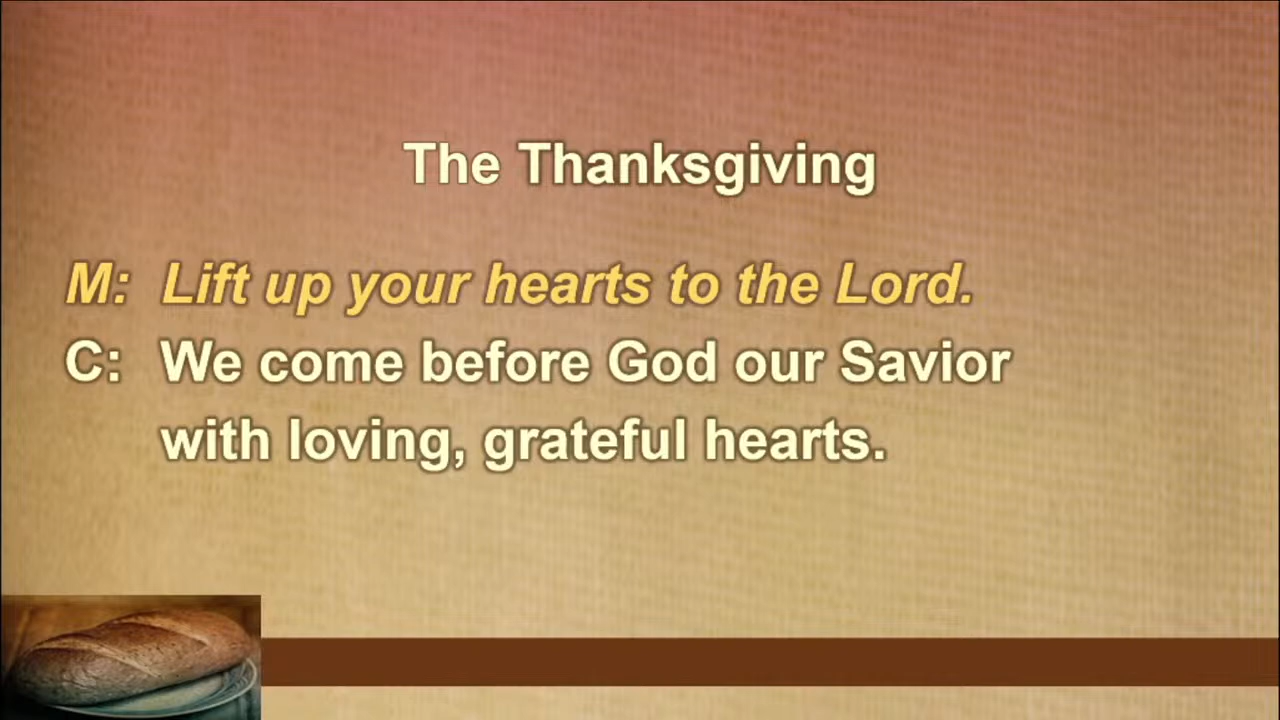 The Thanksgiving
M: Lift up your hearts to the Lord.
C: We come before God our Savior
with loving, grateful hearts.